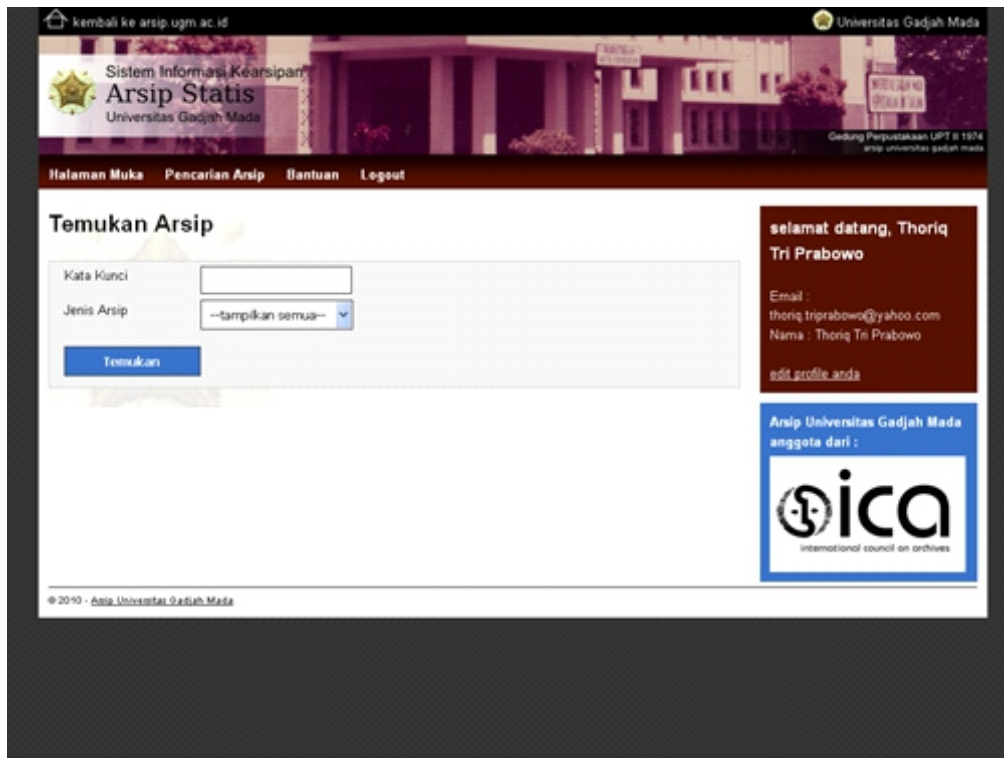 kembali ke arsip.ugm.ac.id
Universitas Gadjah Mada
Sistem Informasi Kearsipan
Arsip Statis
Universitas Gadjah Mada
Gedung Perpustakaan UPT II 1974
arsip universitas gadjah mada
Halaman Muka Pencarian Arsip Bantuan Logout
Temukan Arsip
Kata Kunci
Jenis Arsip --tampilkan semua--
Temukan
selamat datang, Thoriq
Tri Prabowo
Email :
thoriq.triprabowo@yahoo.com
Nama : Thoriq Tri Prabowo
edit profile anda
Arsip Universitas Gadjah Mada
anggota dari :
ica
international council on archives
© 2010 - Arsip Universitas Gadjah Mada